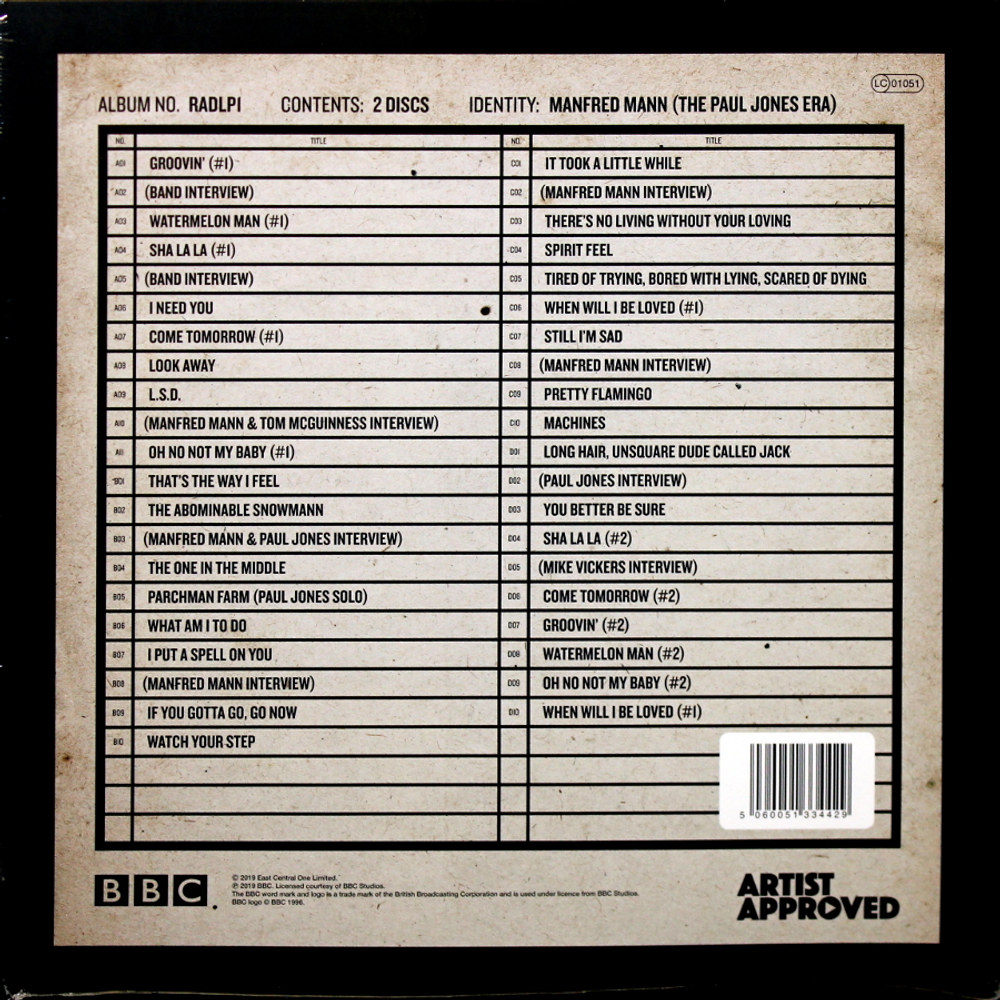 LC 01051
ALBUM NO. RADLP1 CONTENTS: 2 DISCS IDENTITY: MANFRED MANN (THE PAUL JONES ERA)
NO. TITLE
A01 GROOVIN' (#1)
A02 (BAND INTERVIEW)
A03 WATERMELON MAN (#1)
A04 SHA LA LA (#1)
A05 (BAND INTERVIEW)
A06 I NEED YOU
A07 COME TOMORROW (#1)
A08 LOOK AWAY
A09 L.S.D.
A10 (MANFRED MANN & TOM MCGUINNESS INTERVIEW)
A11 OH NO NOT MY BABY (#1)
B01 THAT'S THE WAY I FEEL
B02 THE ABOMINABLE SNOWMANN
B03 (MANFRED MANN & PAUL JONES INTERVIEW)
B04 THE ONE IN THE MIDDLE
B05 PARCHMAN FARM (PAUL JONES SOLO)
B06 WHAT AM I TO DO
B07 I PUT A SPELL ON YOU
B08 (MANFRED MANN INTERVIEW)
B09 IF YOU GOTTA GO, GO NOW
B10 WATCH YOUR STEP
NO. TITLE
C01 IT TOOK A LITTLE WHILE
C02 (MANFRED MANN INTERVIEW)
C03 THERE'S NO LIVING WITHOUT YOUR LOVING
C04 SPIRIT FEEL
C05 TIRED OF TRYING, BORED WITH LYING, SCARED OF DYING
C06 WHEN WILL I BE LOVED (#1)
C07 STILL I'M SAD
C08 (MANFRED MANN INTERVIEW)
C09 PRETTY FLAMINGO
C10 MACHINES
D01 LONG HAIR, UNSQUARE DUDE CALLED JACK
D02 (PAUL JONES INTERVIEW)
D03 YOU BETTER BE SURE
D04 SHA LA LA (#2)
D05 (MIKE VICKERS INTERVIEW)
D06 COME TOMORROW (#2)
D07 GROOVIN' (#2)
D08 WATERMELON MAN (#2)
D09 OH NO NOT MY BABY (#2)
D10 WHEN WILL I BE LOVED (#1)
5 060051 334429
BBC
© 2019 East Central One Limited.
℗ 2019 BBC. Licensed courtesy of BBC Studios.
The BBC word mark and logo is a trade mark of the British Broadcasting Corporation and is used under licence from BBC Studios.
BBC logo © BBC 1996.
ARTIST
APPROVED